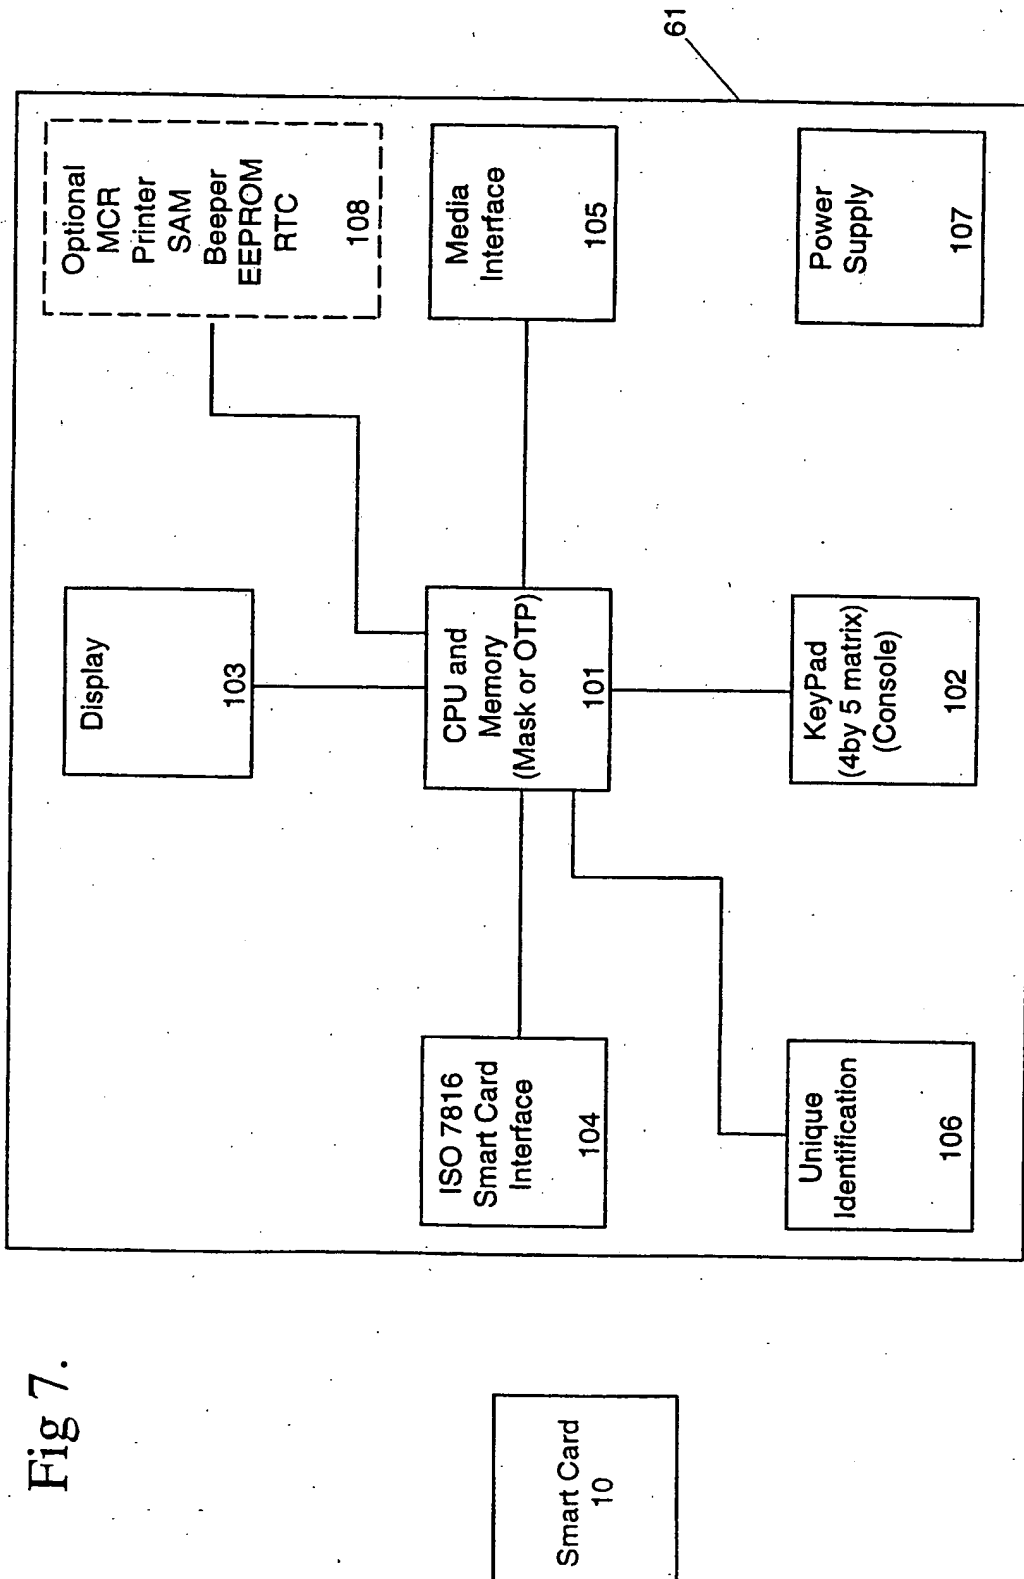 Fig 7.
61
Display
103
Optional
MCR
Printer
SAM
Beeper
EEPROM
RTC
108
Smart Card
10
ISO 7816
Smart Card
Interface
104
CPU and
Memory
(Mask or OTP)
101
Media
Interface
105
Unique
Identification
106
KeyPad
(4by 5 matrix)
(Console)
102
Power
Supply
107